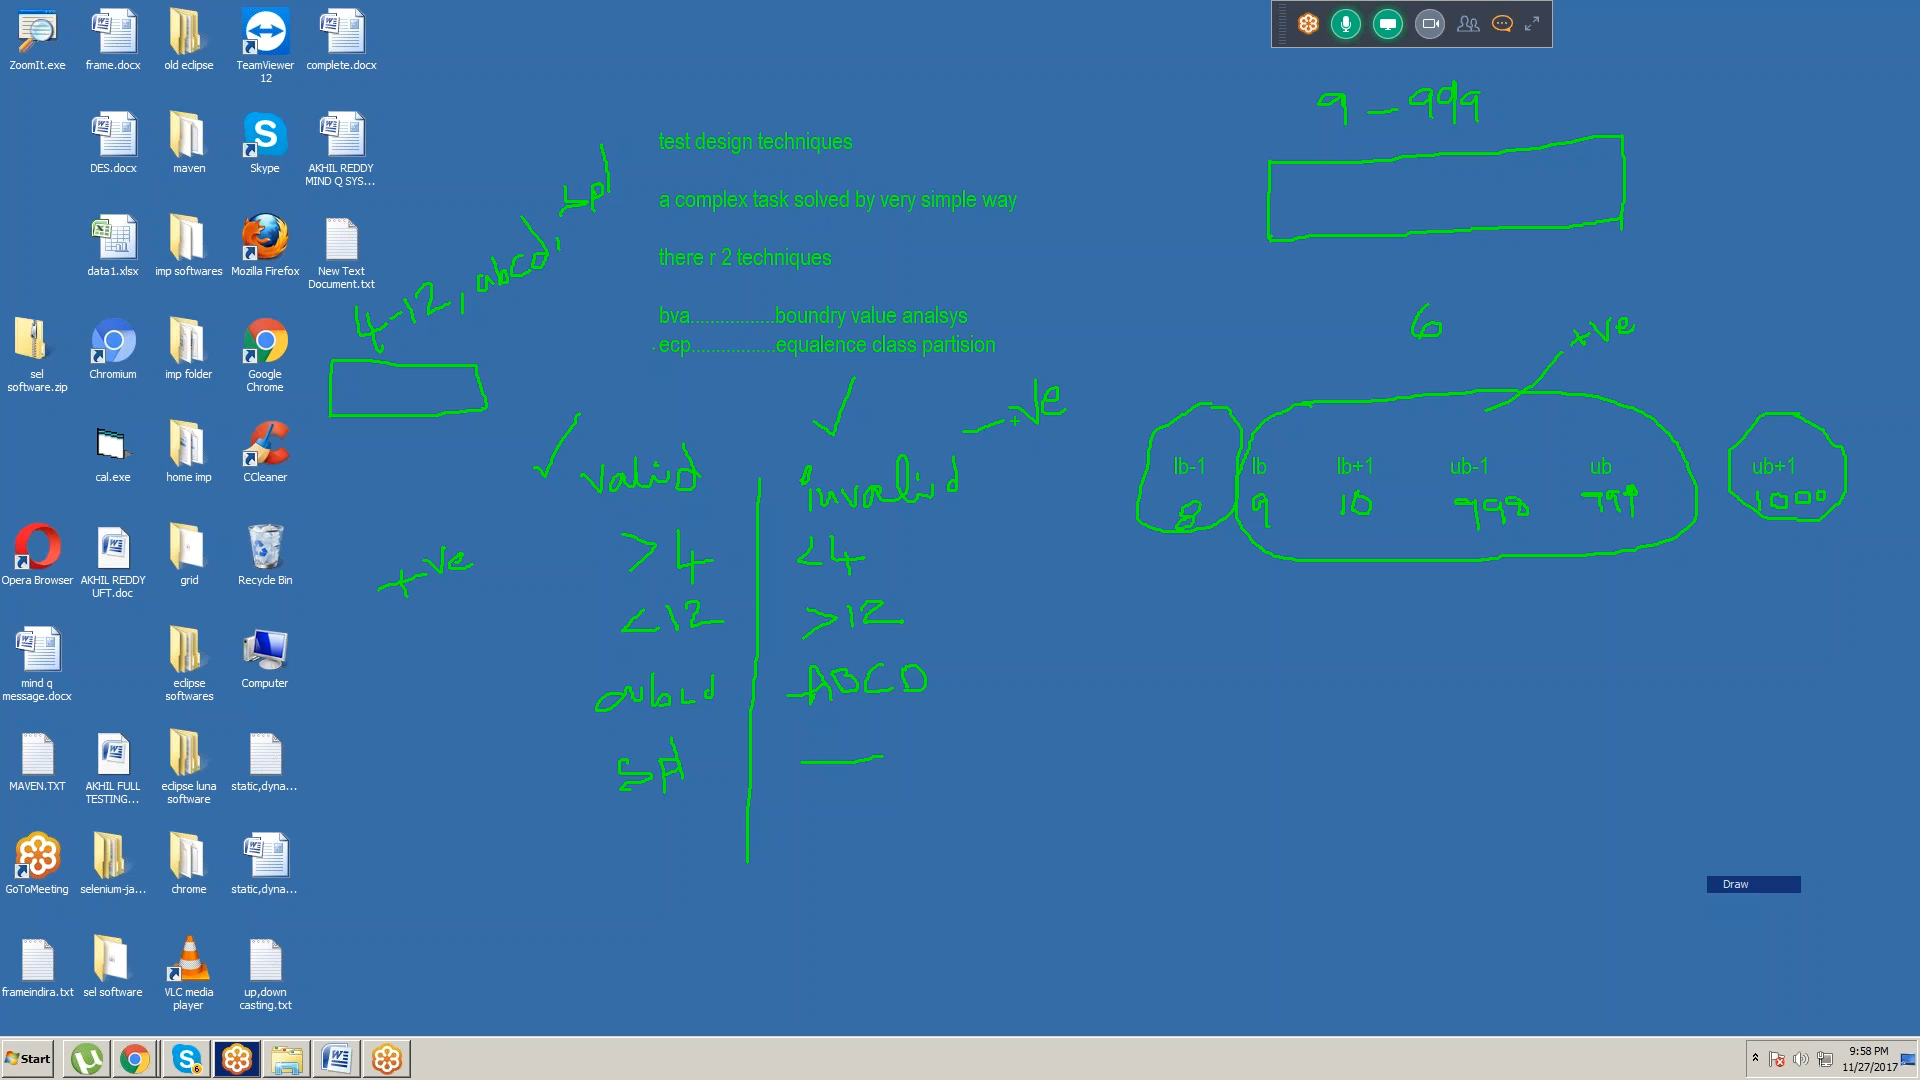 ZoomIt.exe
frame.docx
old eclipse
TeamViewer
12
complete.docx
DES.docx
maven
Skype
AKHIL REDDY
MIND Q SYS...
data1.xlsx
imp softwares
Mozilla Firefox
New Text
Document.txt
sel
software.zip
Chromium
imp folder
Google
Chrome
cal.exe
home imp
CCleaner
Opera Browser
AKHIL REDDY
UFT.doc
grid
Recycle Bin
mind q
message.docx
eclipse
softwares
Computer
MAVEN.TXT
AKHIL FULL
TESTING...
eclipse luna
software
static,dyna...
GoToMeeting
selenium-ja...
chrome
static,dyna...
frameindira.txt
sel software
VLC media
player
up,down
casting.txt
test design techniques
a complex task solved by very simple way
there r 2 techniques
bva.................boundry value analsys
ecp.................equalence class partision
4-12, abcd, spl
valid
invalid
-ve
+ve
>4
<4
<12
>12
abcd
ABCD
9 - 999
6
+ve
lb-1
lb
lb+1
ub-1
ub
ub+1
8
9
10
998
999
1000
Draw
Start
6
9:58 PM
11/27/2017